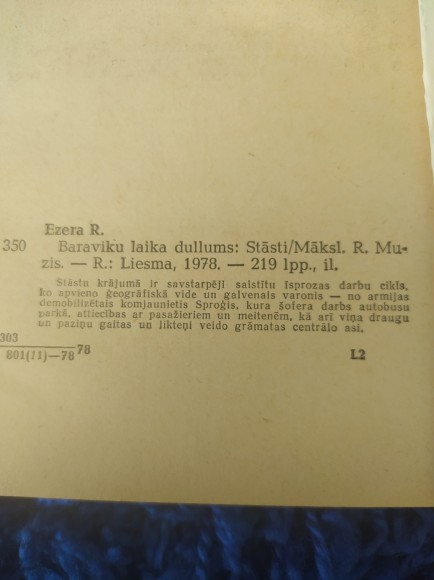 Ezera R.
350 Baraviku laika dullums: Stāsti/Māksl. R. Mu-
zis. — R.: Liesma, 1978. — 219 lpp., il.
Stāstu krājumā ir savstarpēji saistītu īsprozas darbu cikls,
ko apvieno ģeogrāfiskā vide un galvenais varonis — no armijas
demobilizētais komjaunietis Sproģis, kura šofera darbs autobusu
parkā, attiecības ar pasažieriem un meitenēm, kā arī viņa draugu
un paziņu gaitas un likteņi veido grāmatas centrālo asi.
303
801(11)—78 78
L2